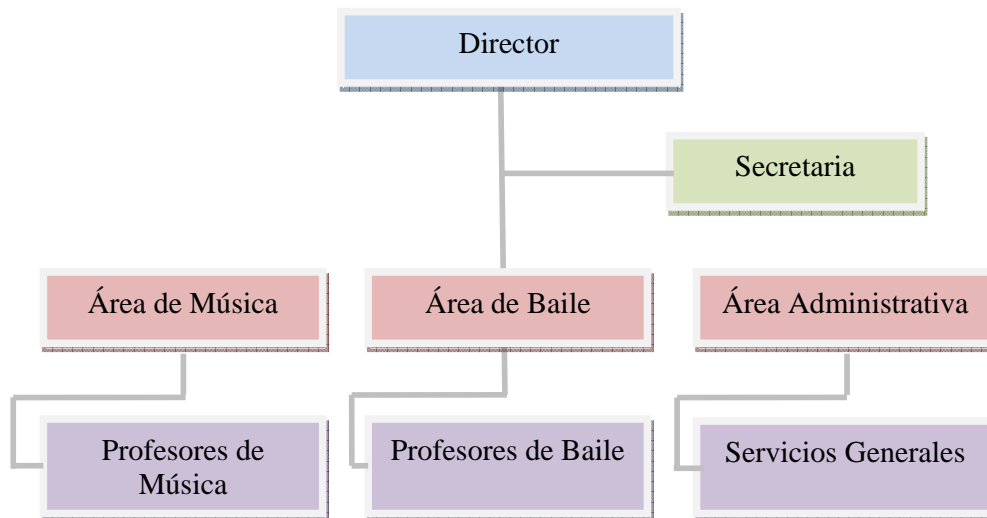 Director
Secretaria
Área de Música
Área de Baile
Área Administrativa
Profesores de
Música
Profesores de Baile
Servicios Generales